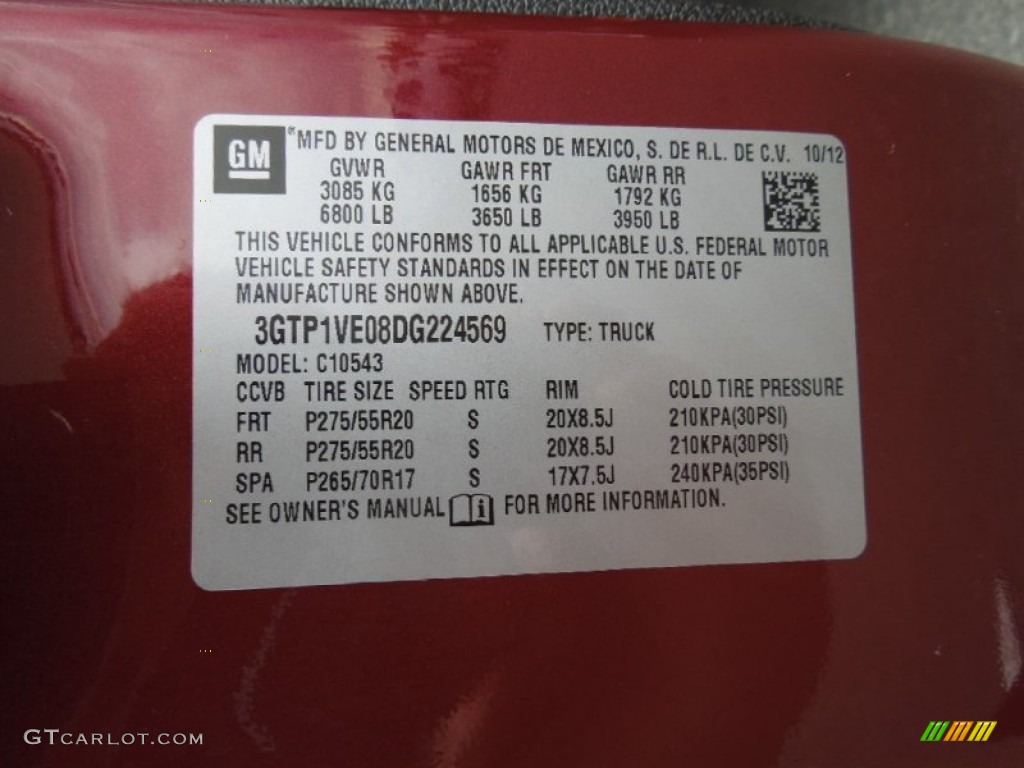 GM
® MFD BY GENERAL MOTORS DE MEXICO, S. DE R.L. DE C.V. 10/12
GVWR GAWR FRT GAWR RR
3085 KG 1656 KG 1792 KG
6800 LB 3650 LB 3950 LB
THIS VEHICLE CONFORMS TO ALL APPLICABLE U.S. FEDERAL MOTOR
VEHICLE SAFETY STANDARDS IN EFFECT ON THE DATE OF
MANUFACTURE SHOWN ABOVE.
3GTP1VE08DG224569 TYPE: TRUCK
MODEL: C10543
CCVB TIRE SIZE SPEED RTG RIM COLD TIRE PRESSURE
FRT P275/55R20 S 20X8.5J 210KPA(30PSI)
RR P275/55R20 S 20X8.5J 210KPA(30PSI)
SPA P265/70R17 S 17X7.5J 240KPA(35PSI)
SEE OWNER'S MANUAL i FOR MORE INFORMATION.
GTCARLOT.COM